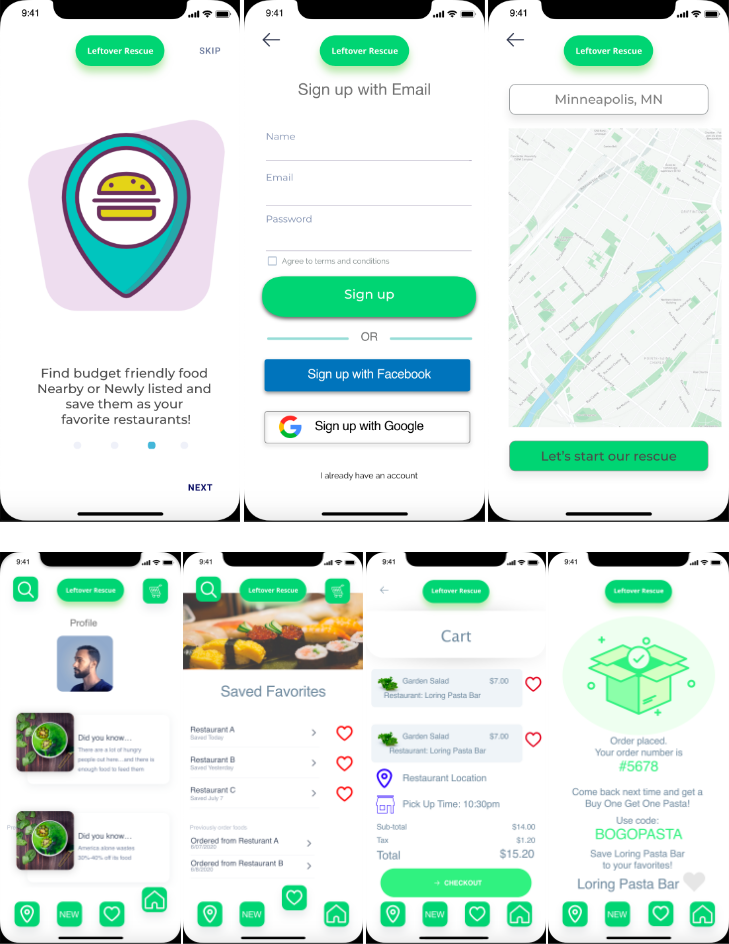 9:41
Leftover Rescue
SKIP
Find budget friendly food
Nearby or Newly listed and
save them as your
favorite restaurants!
NEXT
9:41
Leftover Rescue
Sign up with Email
Name
Email
Password
Agree to terms and conditions
Sign up
OR
Sign up with Facebook
Sign up with Google
I already have an account
9:41
Leftover Rescue
Minneapolis, MN
Let's start our rescue
9:41
Leftover Rescue
Profile
Did you know...
There are a lot of hungry
people out here...and there is
enough food to feed them
Did you know...
America alone wastes
30%-40% off its food
NEW
9:41
Leftover Rescue
Saved Favorites
Restaurant A
Saved Today
Restaurant B
Saved Yesterday
Restaurant C
Saved July 7
Previously order foods
Ordered from Resturant A
6/27/2020
Ordered from Restaurant B
6/6/2020
NEW
9:41
Leftover Rescue
Cart
Garden Salad $7.00
Restaurant: Loring Pasta Bar
Garden Salad $7.00
Restaurant: Loring Pasta Bar
Restaurant Location
Pick Up Time: 10:30pm
Sub-total $14.00
Tax $1.20
Total $15.20
→ CHECKOUT
NEW
9:41
Leftover Rescue
Order placed.
Your order number is
#5678
Come back next time and get a
Buy One Get One Pasta!
Use code:
BOGOPASTA
Save Loring Pasta Bar
to your favorites!
Loring Pasta Bar
NEW